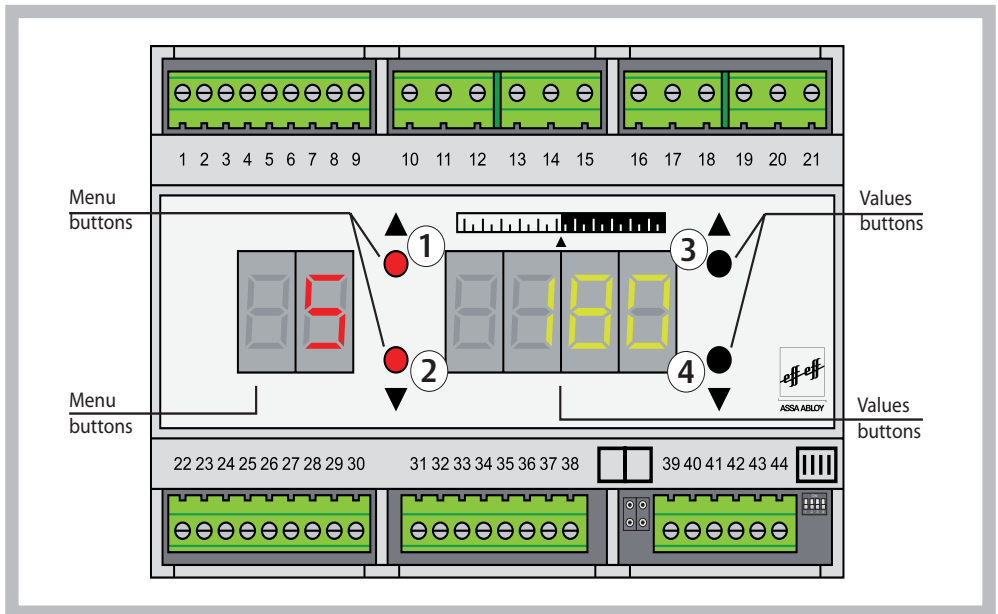 1 2 3 4 5 6 7 8 9 10 11 12 13 14 15 16 17 18 19 20 21
Menu
buttons
Values
buttons
1
3
5
180
2
4
eff eff
ASSA ABLOY
Menu
buttons
Values
buttons
22 23 24 25 26 27 28 29 30 31 32 33 34 35 36 37 38 39 40 41 42 43 44